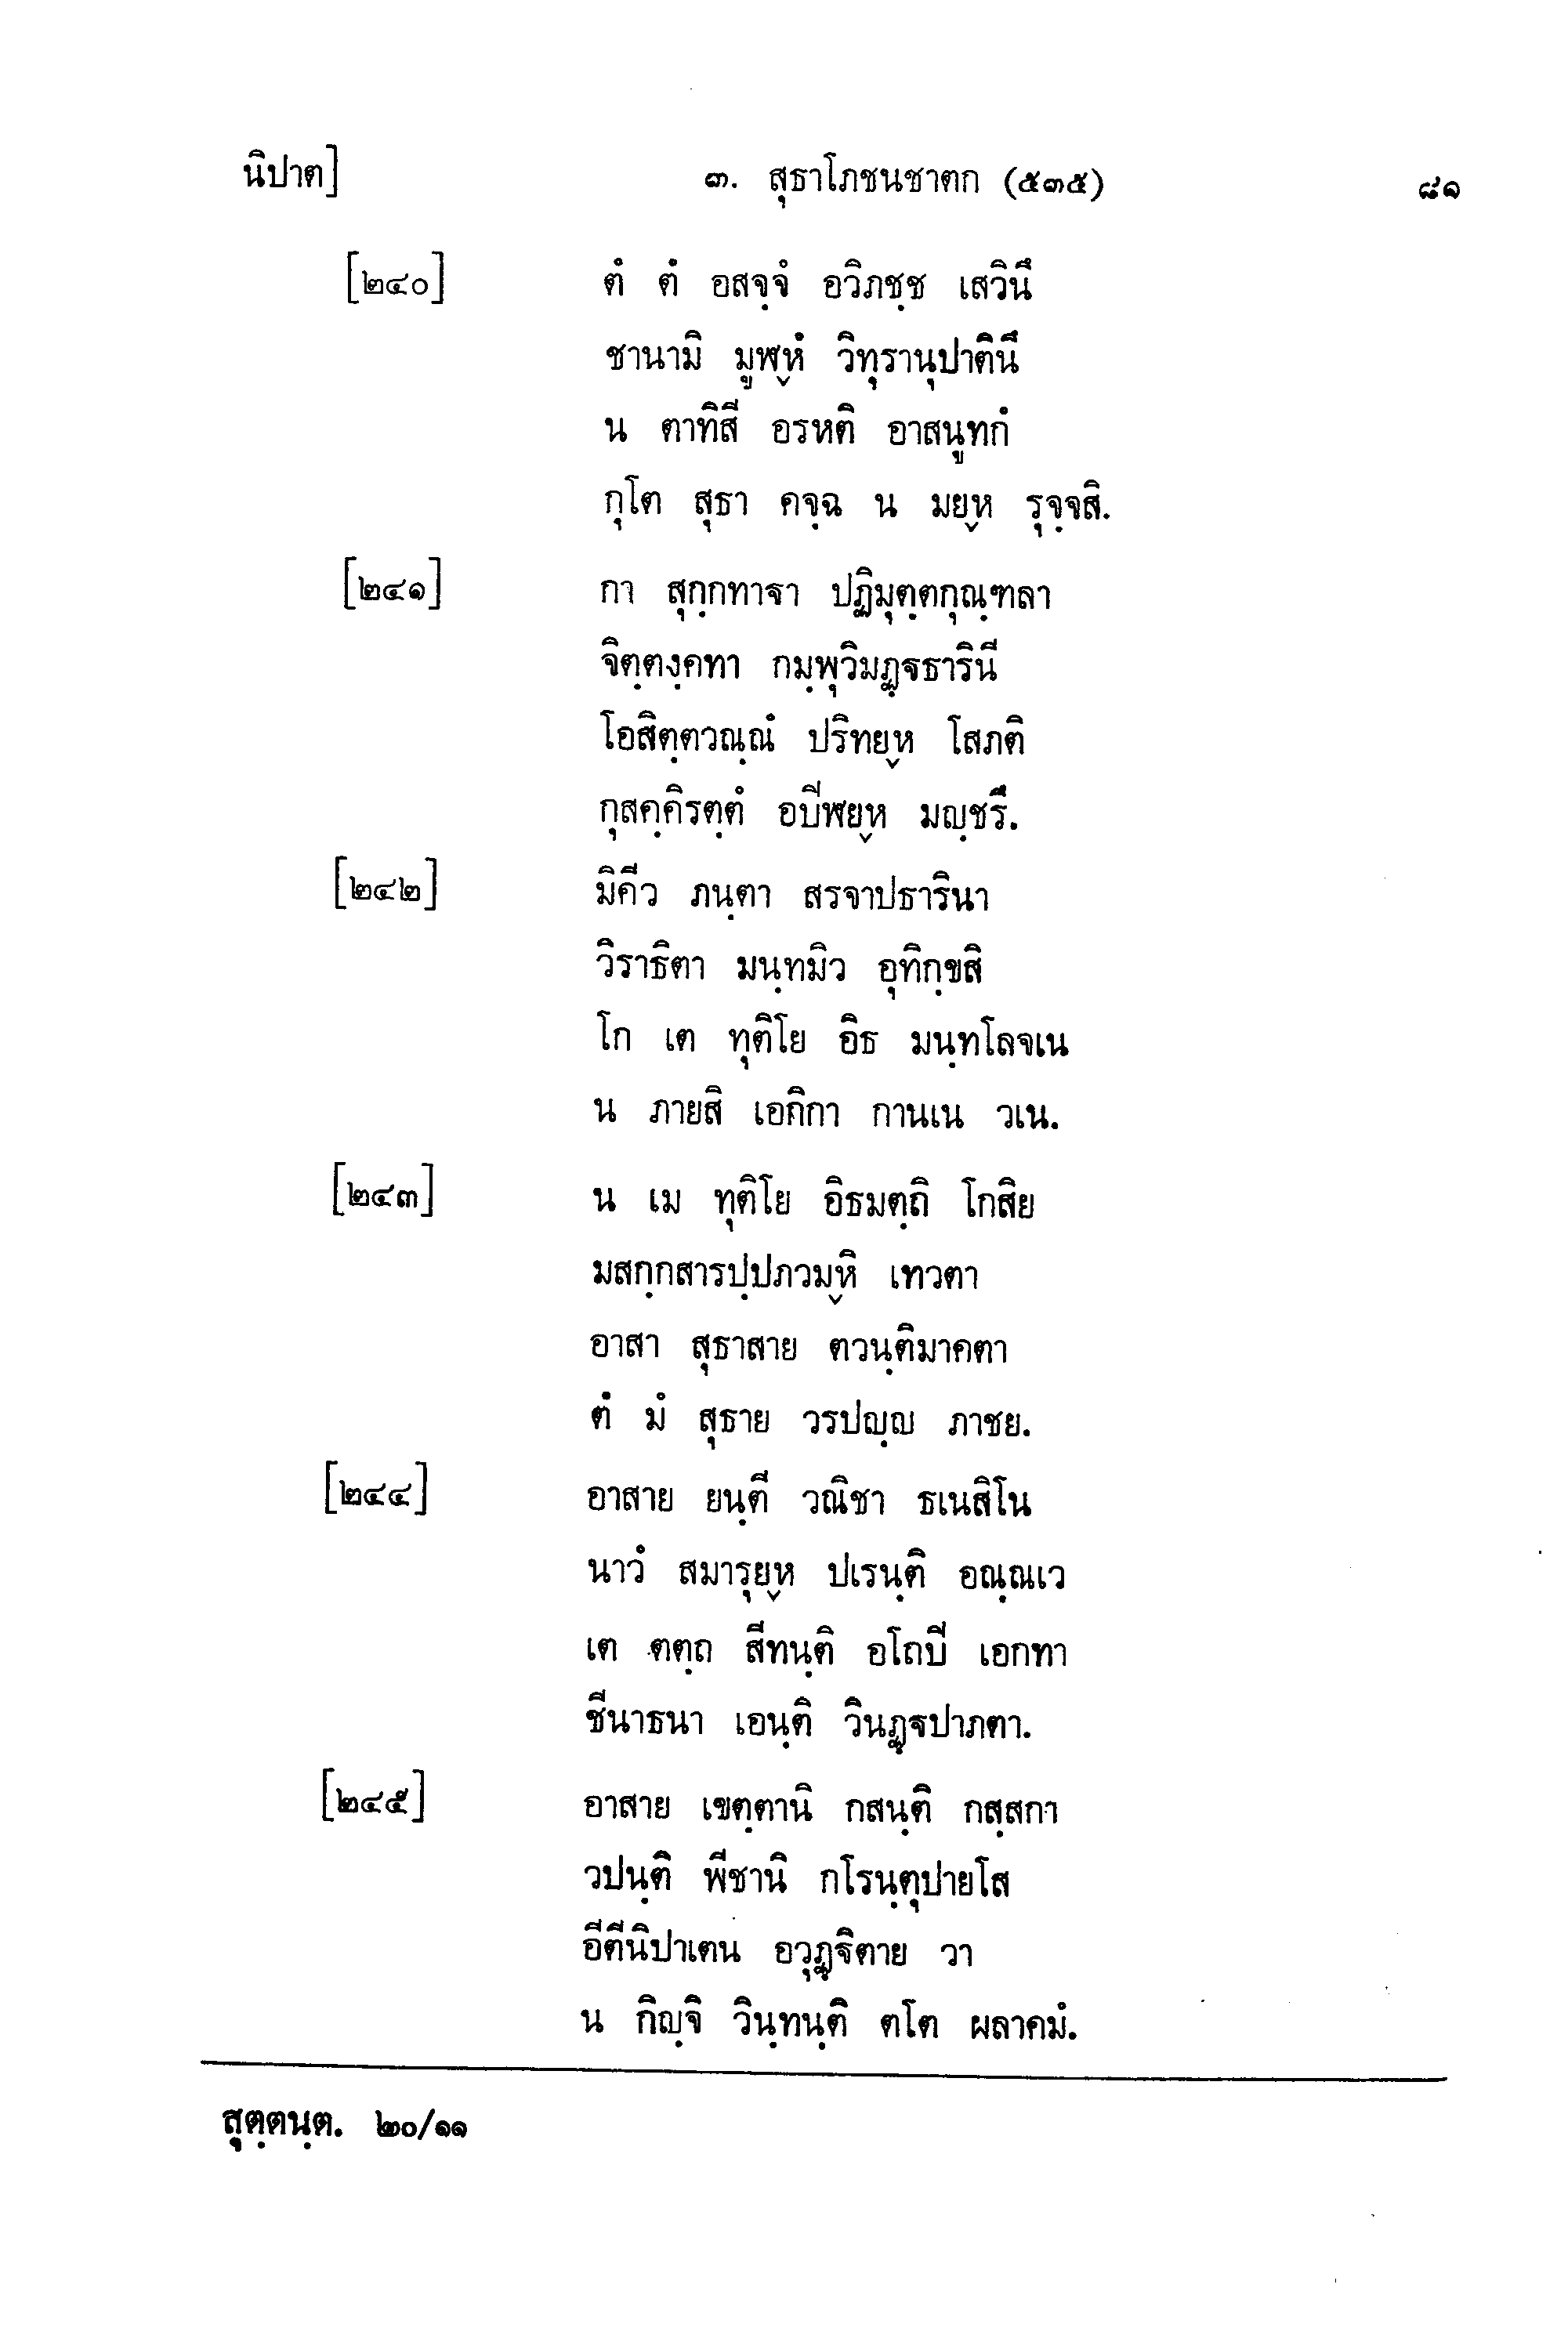 นิปาต] ๓. สุธาโภชนชาตก (๕๓๕) ๘๑
[๒๔๐] ตํ ตํ อสจฺจํ อวิภชฺช เสวินึ
ชานามิ มูฬฺหํ วิทุรานุปาตินึ
น ตาทิสี อรหติ อาสนูทกํ
กุโต สุธา คจฺฉ น มยฺห รุจฺจสิ.
[๒๔๑] กา สุกฺกทาฐา ปฏิมุตฺตกุณฺฑลา
จิตฺตงฺคทา กมฺพุวิมฏฺฐธารินี
โอสิตฺตวณฺณํ ปริทยฺห โสภติ
กุสคฺคิรตฺตํ อปีฬยฺห มญฺชรึ.
[๒๔๒] มิคีว ภนฺตา สรจาปธารินา
วิราธิตา มนฺทมิว อุทิกฺขสิ
โก เต ทุติโย อิธ มนฺทโลจเน
น ภายสิ เอกิกา กานเน วเน.
[๒๔๓] น เม ทุติโย อิธมตฺถิ โกสิย
มสกฺกสารปฺปภวมฺหิ เทวตา
อาสา สุธาสาย ตวนฺติมาคตา
ตํ มํ สุธาย วรปญฺญ ภาชย.
[๒๔๔] อาสาย ยนฺตี วณิชา ธเนสิโน
นาวํ สมารุยฺห ปเรนฺติ อณฺณเว
เต ตตฺถ สีทนฺติ อโถปี เอกทา
ชีนาธนา เอนฺติ วินฏฺฐปาภตา.
[๒๔๕] อาสาย เขตฺตานิ กสนฺติ กสฺสกา
วปนฺติ พีชานิ กโรนฺตุปายโส
อีตีนิปาเตน อวุฏฺฐิตาย วา
น กิญฺจิ วินฺทนฺติ ตโต ผลาคมํ.
สุตฺตนฺต. ๒๐/๑๑